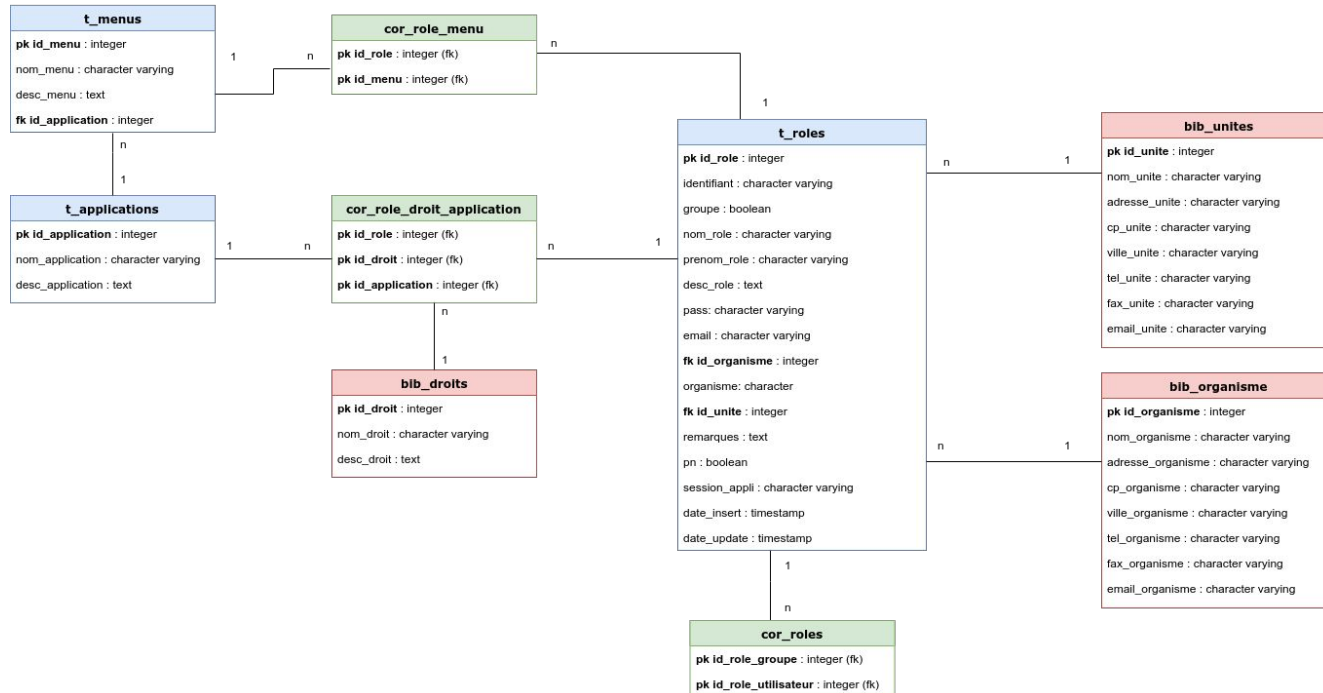 t_menus
pk id_menu : integer
nom_menu : character varying
desc_menu : text
fk id_application : integer
1
n
cor_role_menu
pk id_role : integer (fk)
pk id_menu : integer (fk)
n
1
n
1
t_applications
pk id_application : integer
nom_application : character varying
desc_application : text
1
n
cor_role_droit_application
pk id_role : integer (fk)
pk id_droit : integer (fk)
pk id_application : integer (fk)
n
1
n
1
bib_droits
pk id_droit : integer
nom_droit : character varying
desc_droit : text
t_roles
pk id_role : integer
identifiant : character varying
groupe : boolean
nom_role : character varying
prenom_role : character varying
desc_role : text
pass: character varying
email : character varying
fk id_organisme : integer
organisme: character
fk id_unite : integer
remarques : text
pn : boolean
session_appli : character varying
date_insert : timestamp
date_update : timestamp
n
1
bib_unites
pk id_unite : integer
nom_unite : character varying
adresse_unite : character varying
cp_unite : character varying
ville_unite : character varying
tel_unite : character varying
fax_unite : character varying
email_unite : character varying
n
1
bib_organisme
pk id_organisme : integer
nom_organisme : character varying
adresse_organisme : character varying
cp_organisme : character varying
ville_organisme : character varying
tel_organisme : character varying
fax_organisme : character varying
email_organisme : character varying
1
n
cor_roles
pk id_role_groupe : integer (fk)
pk id_role_utilisateur : integer (fk)